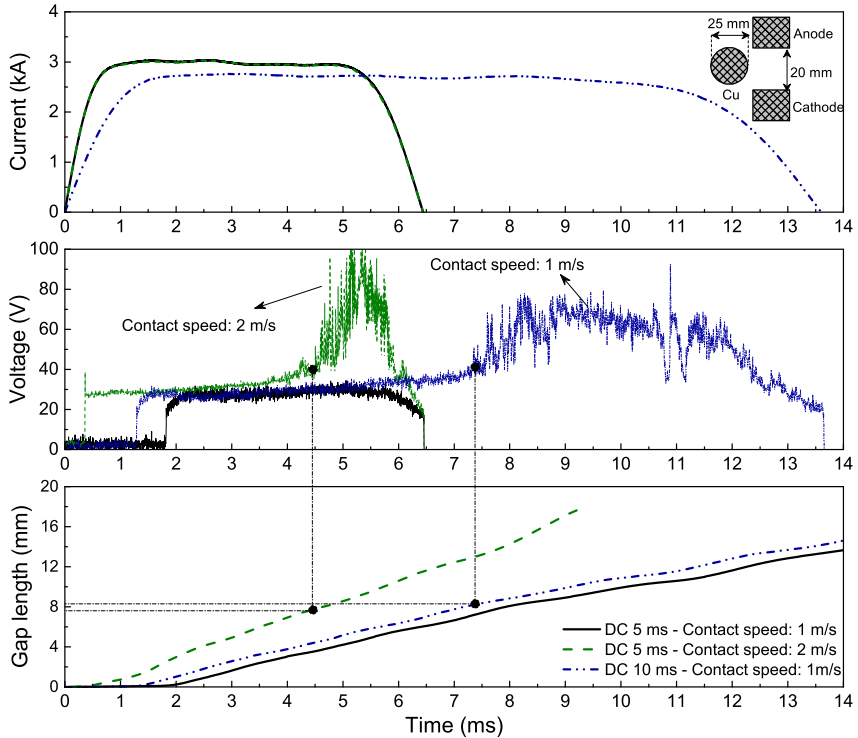 Current (kA)
4
3
2
1
0
0 1 2 3 4 5 6 7 8 9 10 11 12 13 14
25 mm
Anode
20 mm
Cu
Cathode
Voltage (V)
100
80
60
40
20
0
Contact speed: 2 m/s
Contact speed: 1 m/s
0 1 2 3 4 5 6 7 8 9 10 11 12 13 14
Gap length (mm)
20
16
12
8
4
0
DC 5 ms - Contact speed: 1 m/s
DC 5 ms - Contact speed: 2 m/s
DC 10 ms - Contact speed: 1m/s
0 1 2 3 4 5 6 7 8 9 10 11 12 13 14
Time (ms)